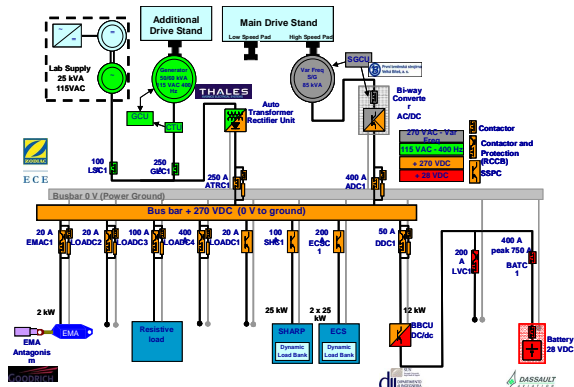 Additional
Drive Stand
Main Drive Stand
Low Speed Pad
High Speed Pad
Lab Supply
25 kVA
115VAC
Generator
50/60 kVA
115 VAC 400
Hz
GCU
CTU
THALES
Auto
Transformer
Rectifier Unit
Var Freq
S/G
85 kVA
SGCU
Bi-way
Converte
r
AC/DC
270 VAC - Var
Freq
115 VAC - 400 Hz
+ 270 VDC
+ 28 VDC
Contactor
Contactor and
Protection
(RCCB)
SSPC
ZODIAC
ECE
100
LSC1
250
GLC1
250 A
ATRC1
400 A
ADC1
Busbar 0 V (Power Ground)
Bus bar + 270 VDC (0 V to ground)
20 A
EMAC1
20 A
LOADC2
100 A
LOADC3
400 A
LOADC4
20 A
LOADC1
100
SHC1
200
ECSC
1
50 A
DDC1
200
A
LVC1
400 A
peak 750 A
BATC
1
2 kW
25 kW
2 x 25
kW
12 kW
EMA
EMA
Antagonis
m
Resistive
load
SHARP
Dynamic
Load Bank
ECS
Dynamic
Load Bank
BBCU
DC/dc
Battery
28 VDC
GOODRICH
DASSAULT
AVIATION